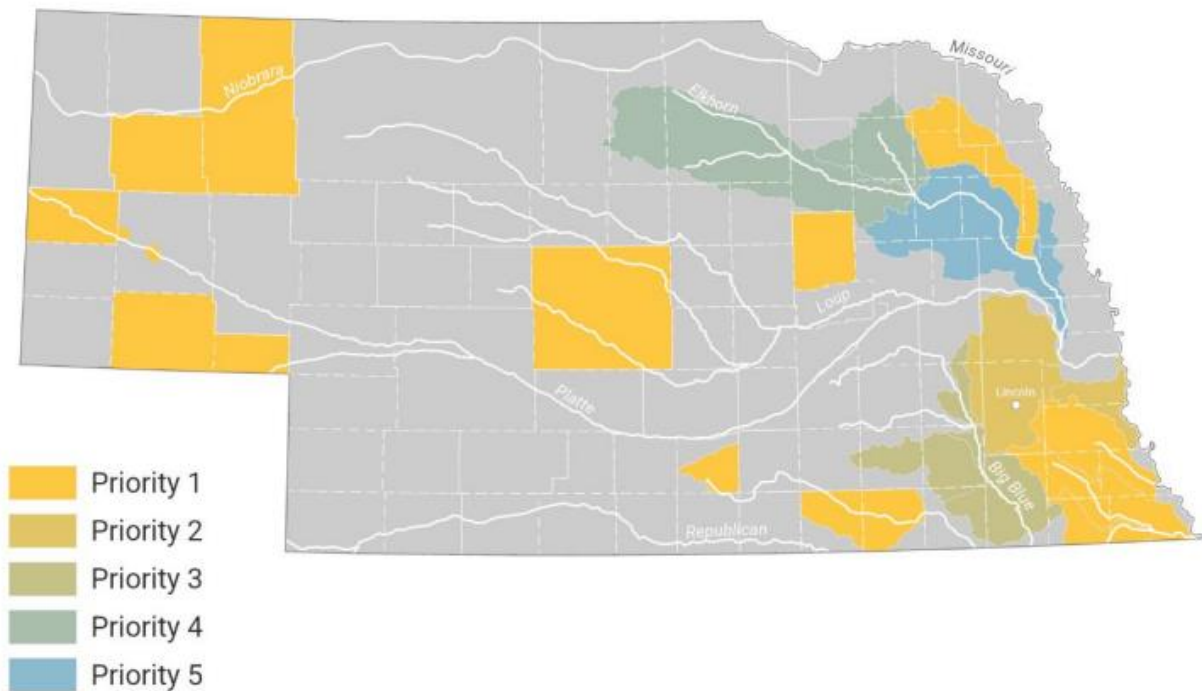 Missouri
Niobrara
Elkhorn
Loup
Platte
Lincoln
Big Blue
Republican
Priority 1
Priority 2
Priority 3
Priority 4
Priority 5